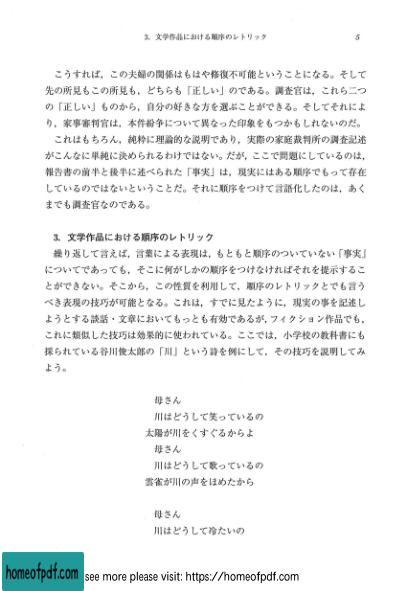 3. 文学作品における順序のレトリック 5
こうすれば，この夫婦の関係はもはや修復不可能ということになる。そして
先の所見もこの所見も，どちらも「正しい」のである。調査官は，これら二つ
の「正しい」ものから，自分の好きな方を選ぶことができる。そしてそれによ
り，家事審判官は，本件紛争について異なった印象をもつかもしれないのだ。
これはもちろん，純粋に理論的な説明であり，実際の家庭裁判所の調査記述
がこんなに単純に決められるわけではない。だが，ここで問題にしているのは，
報告書の前半と後半に述べられた「事実」は，現実にはある順序でもって存在
しているのではないということだ。それに順序をつけて言語化したのは，あく
までも調査官なのである。
3. 文学作品における順序のレトリック
繰り返して言えば，言葉による表現は，もともと順序のついていない「事実」
についてであっても，そこに何がしかの順序をつけなければそれを提示するこ
とができない。そこから，この性質を利用して，順序のレトリックとでも言う
べき表現の技巧が可能となる。これは，すでに見たように，現実の事を記述し
ようとする談話・文章においてもっとも有効であるが，フィクション作品でも，
これに類似した技巧は効果的に使われている。ここでは，小学校の教科書にも
採られている谷川俊太郎の「川」という詩を例にして，その技巧を説明してみ
よう。
母さん
川はどうして笑っているの
太陽が川をくすぐるからよ
母さん
川はどうして歌っているの
雲雀が川の声をほめたから
母さん
川はどうして冷たいの
homeofpdf.com see more please visit: https://homeofpdf.com